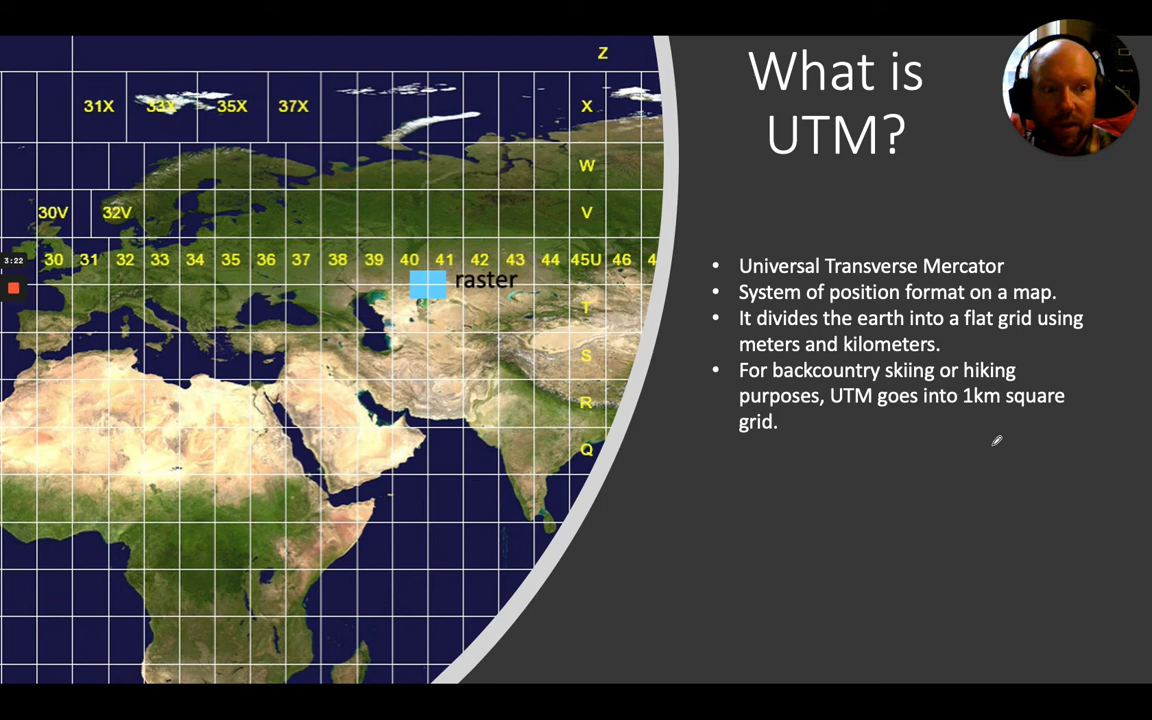 What is
UTM?
Z
31X 33X 35X 37X X
W
30V 32V V
3:22
30 31 32 33 34 35 36 37 38 39 40 41 42 43 44 45U 46 4
raster
T
S
R
Q
• Universal Transverse Mercator
• System of position format on a map.
• It divides the earth into a flat grid using
meters and kilometers.
• For backcountry skiing or hiking
purposes, UTM goes into 1km square
grid.